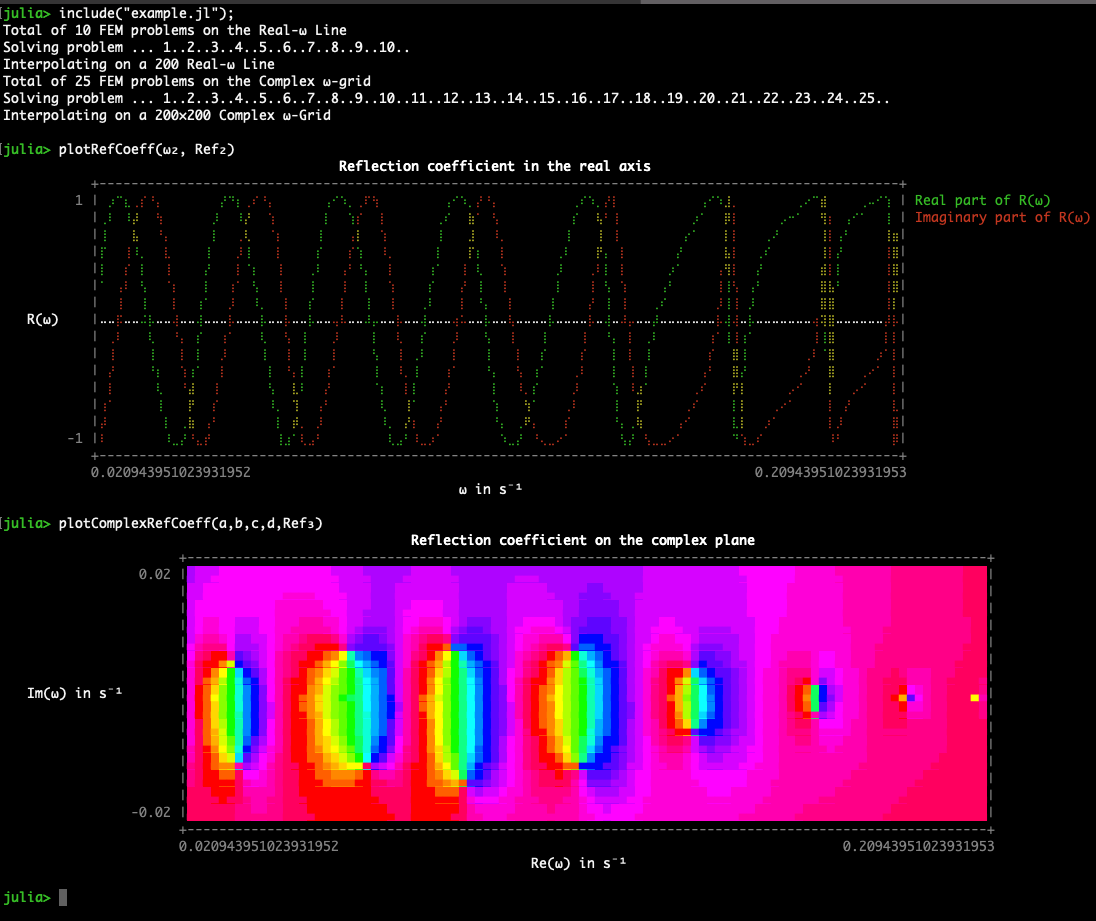 julia> include("example.jl");
Total of 10 FEM problems on the Real-ω Line
Solving problem ... 1..2..3..4..5..6..7..8..9..10..
Interpolating on a 200 Real-ω Line
Total of 25 FEM problems on the Complex ω-grid
Solving problem ... 1..2..3..4..5..6..7..8..9..10...11...12...13...14...15...16...17...18...19...20...21...22...23...24...25..
Interpolating on a 200×200 Complex ω-Grid
julia> plotRefCoeff(ω₂, Ref₂)
Reflection coefficient in the real axis
1
Real part of R(ω)
Imaginary part of R(ω)
R(ω)
-1
0.020943951023931952 0.20943951023931953
ω in s⁻¹
julia> plotComplexRefCoeff(a,b,c,d,Ref₃)
Reflection coefficient on the complex plane
0.02
Im(ω) in s⁻¹
-0.02
0.020943951023931952 0.20943951023931953
Re(ω) in s⁻¹
julia>